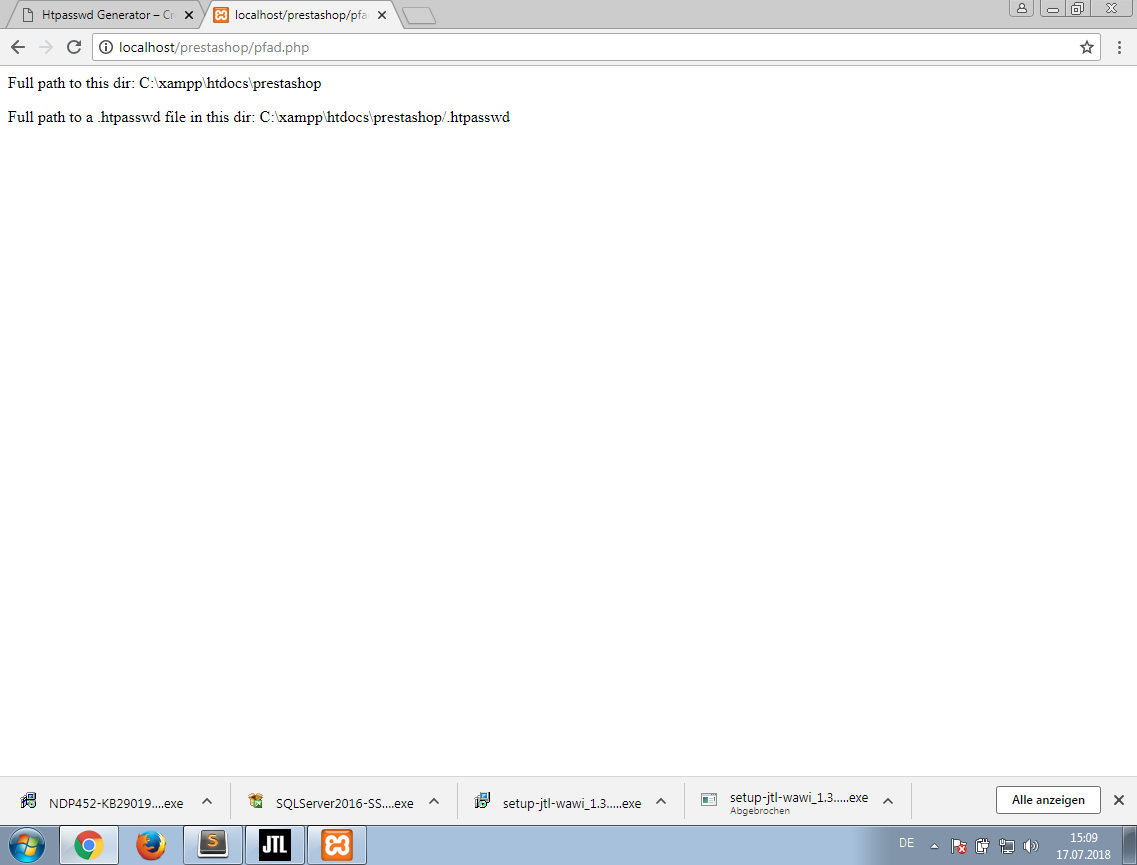 Htpasswd Generator – Cr
localhost/prestashop/pfa
localhost/prestashop/pfad.php
Full path to this dir: C:\xampp\htdocs\prestashop
Full path to a .htpasswd file in this dir: C:\xampp\htdocs\prestashop/.htpasswd
NDP452-KB29019....exe
SQLServer2016-SS....exe
setup-jtl-wawi_1.3.....exe
setup-jtl-wawi_1.3.....exe
Abgebrochen
Alle anzeigen
S
JTL
DE
15:09
17.07.2018